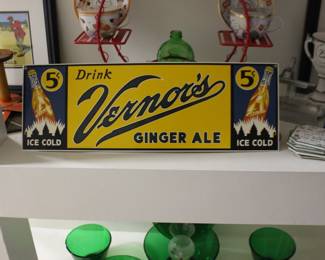 5¢
ICE COLD
Drink
Vernor's
GINGER ALE
5¢
ICE COLD